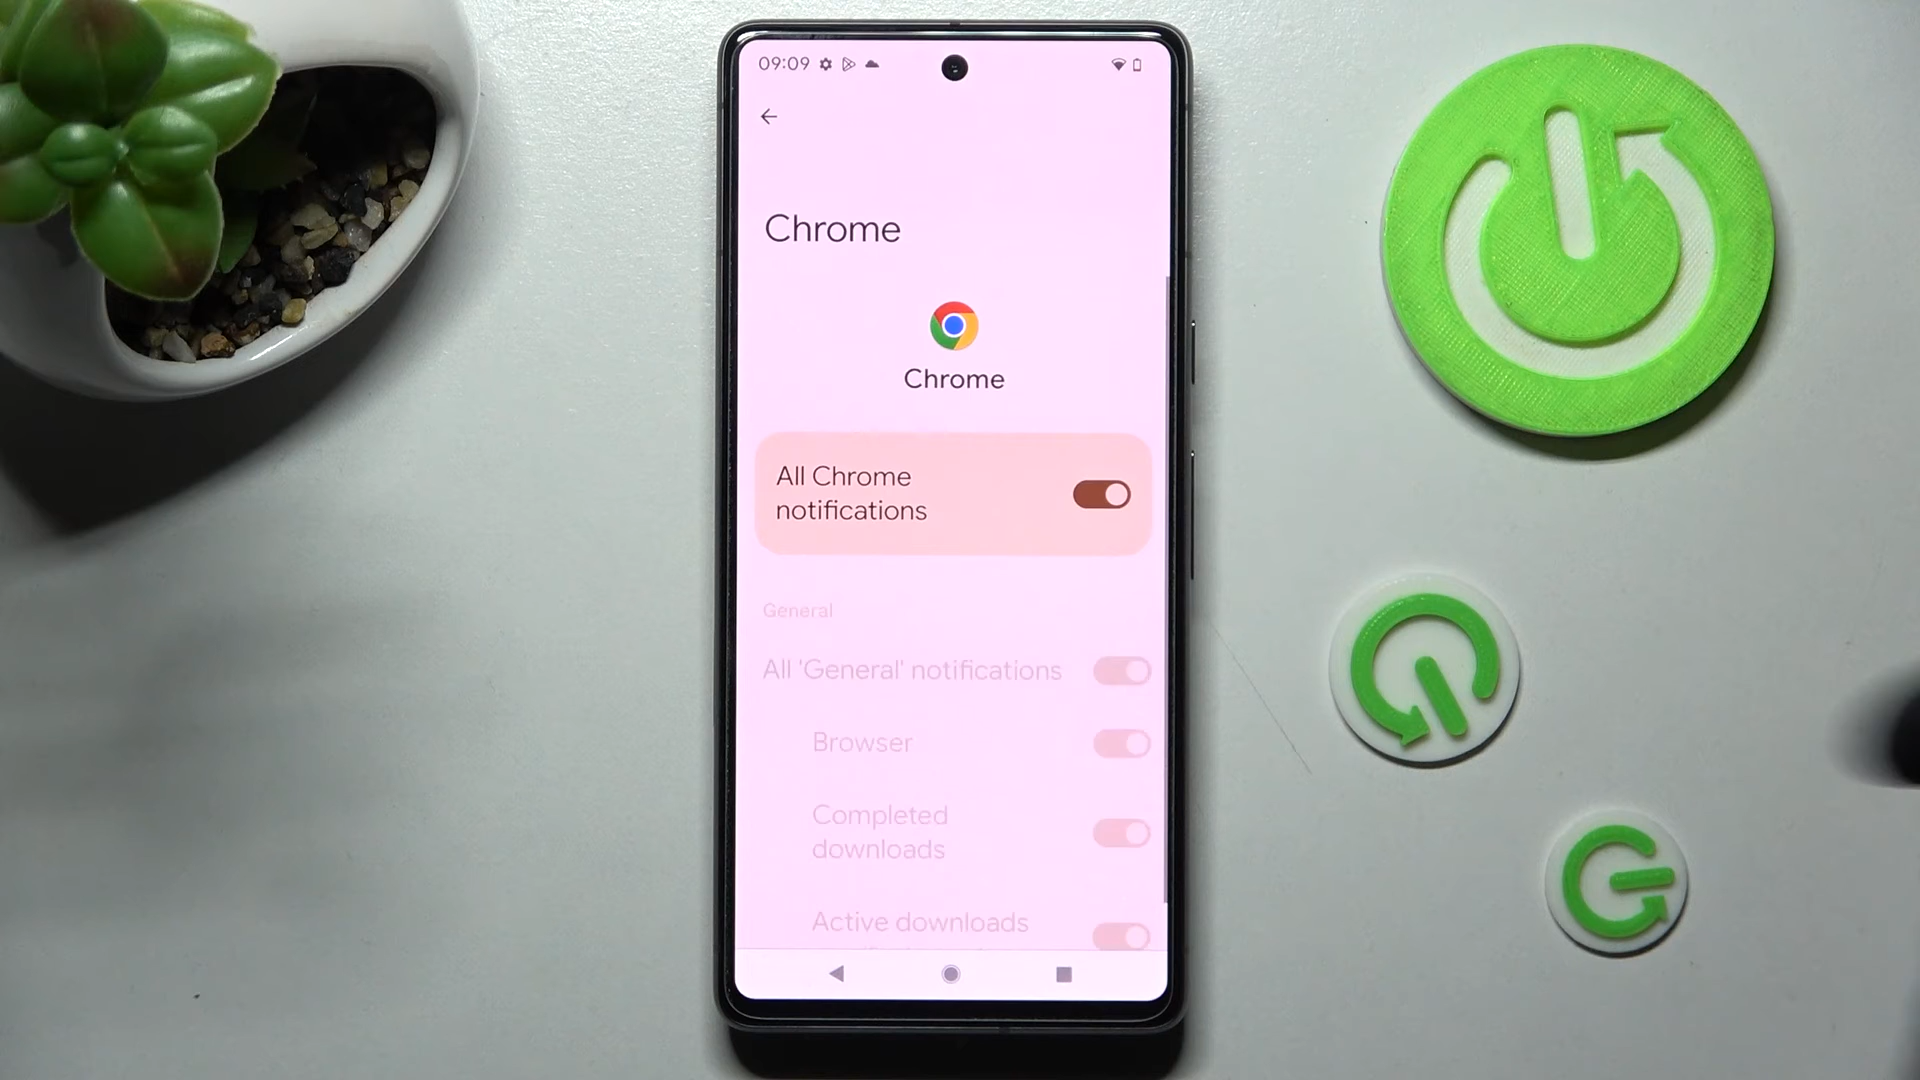 09:09
Chrome
Chrome
All Chrome
notifications
General
All 'General' notifications
Browser
Completed
downloads
Active downloads